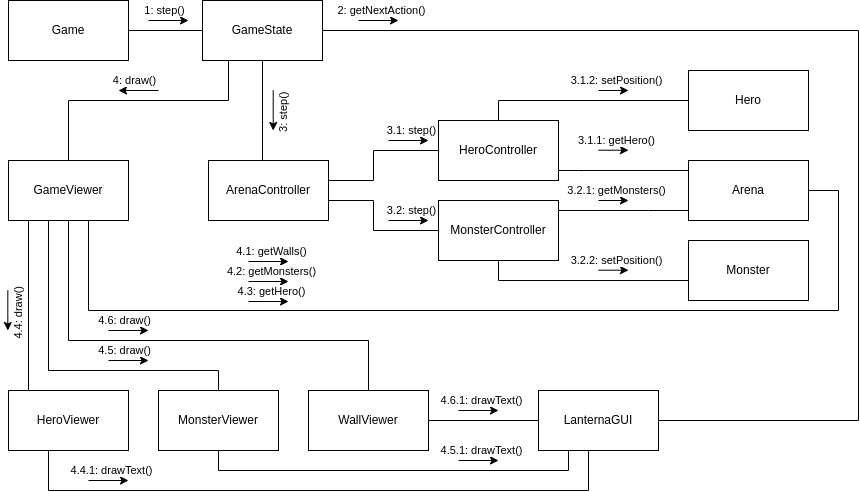 1: step()
2: getNextAction()
Game
GameState
4: draw()
3: step()
3.1.2: setPosition()
Hero
3.1: step()
HeroController
3.1.1: getHero()
GameViewer
ArenaController
3.2.1: getMonsters()
Arena
3.2: step()
MonsterController
4.1: getWalls()
3.2.2: setPosition()
Monster
4.2: getMonsters()
4.3: getHero()
4.4: draw()
4.6: draw()
4.5: draw()
HeroViewer
MonsterViewer
WallViewer
4.6.1: drawText()
LanternaGUI
4.5.1: drawText()
4.4.1: drawText()